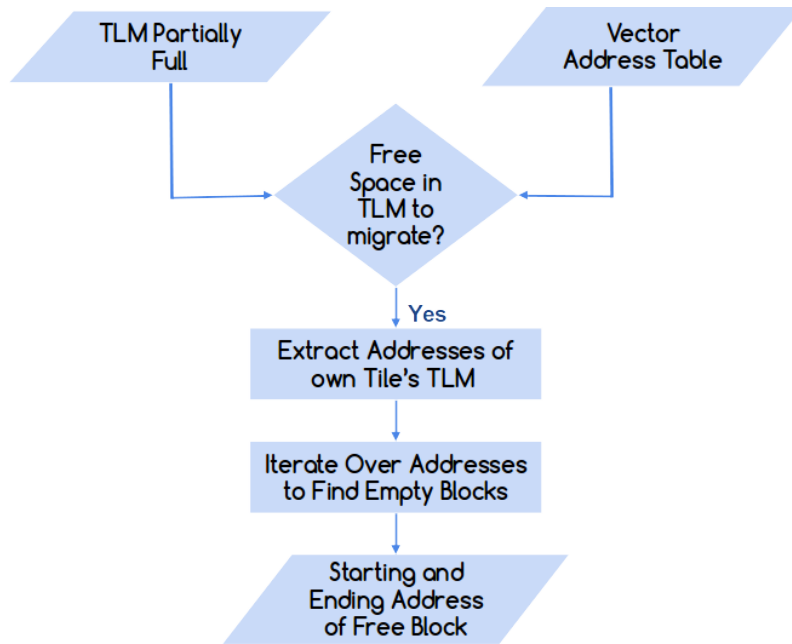 TLM Partially
Full
Vector
Address Table
Free
Space in
TLM to
migrate?
Yes
Extract Addresses of
own Tile's TLM
Iterate Over Addresses
to Find Empty Blocks
Starting and
Ending Address
of Free Block